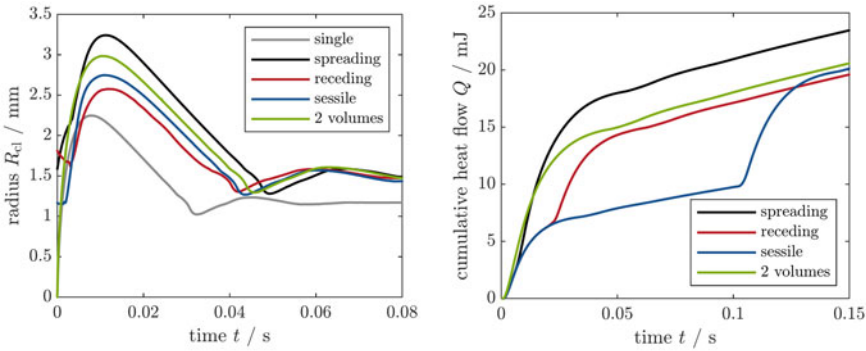 3.5
3
2.5
2
1.5
1
0.5
0
radius R_cl / mm
single
spreading
receding
sessile
2 volumes
0
0.02
0.04
0.06
0.08
time t / s
25
20
15
10
5
0
cumulative heat flow Q / mJ
spreading
receding
sessile
2 volumes
0
0.05
0.1
0.15
time t / s